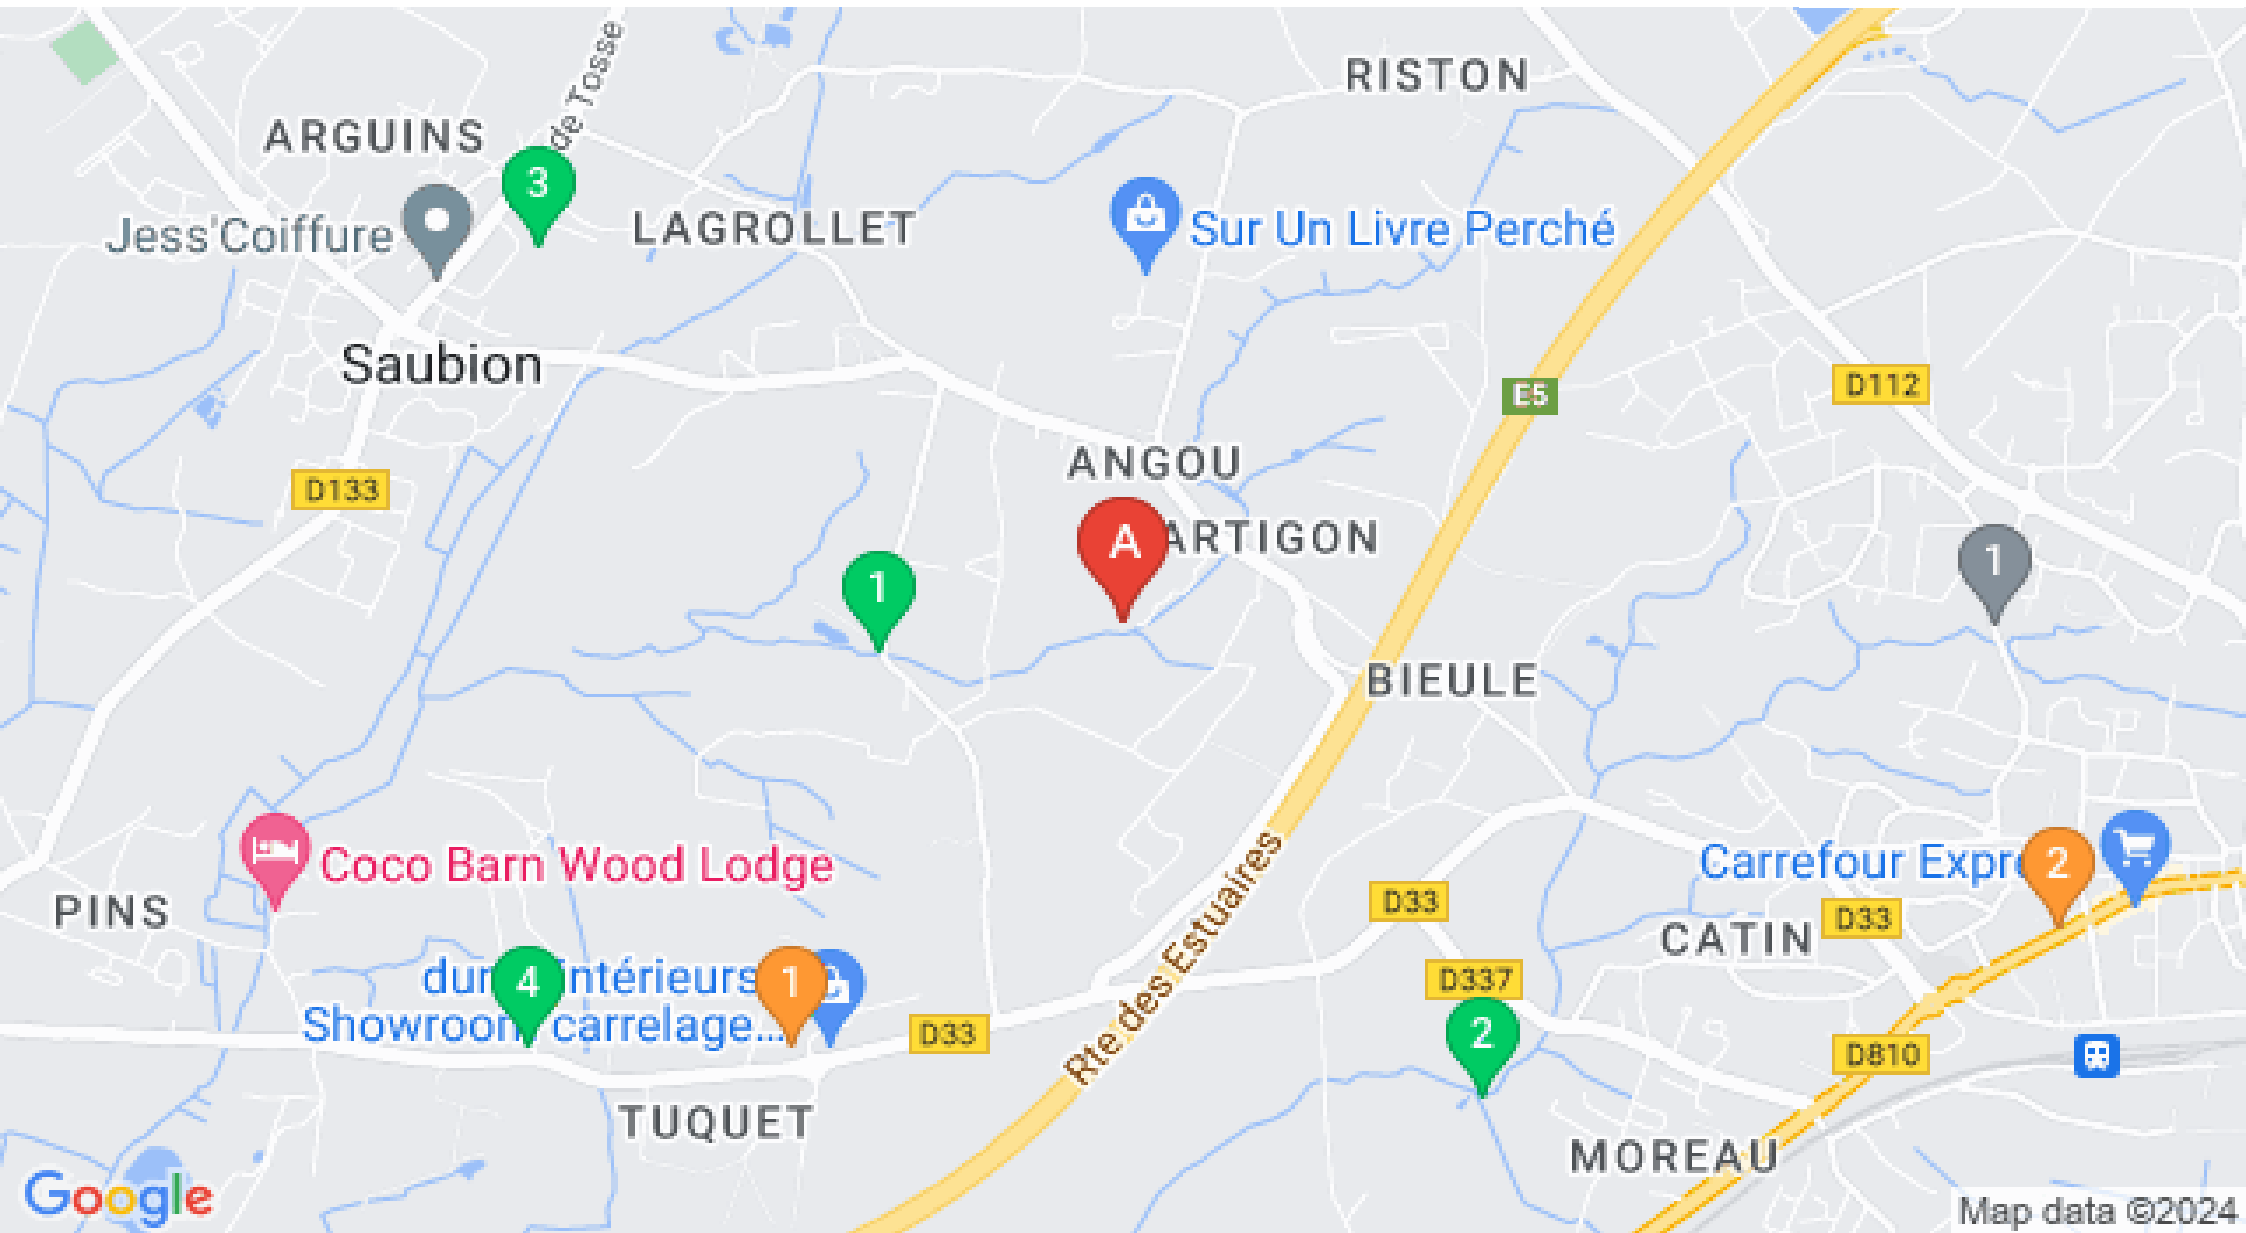 de Tosse
RISTON
ARGUINS
3
Jess'Coiffure
LAGROLLET
Sur Un Livre Perché
Saubion
E5
D112
D133
ANGOU
A
ARTIGON
1
1
BIEULE
Coco Barn Wood Lodge
Carrefour Expre
2
PINS
D33
D33
CATIN
Rte des Estuaires
4
intérieurs
1
D337
Showroom carrelage...
D33
2
D810
TUQUET
MOREAU
Google
Map data ©2024